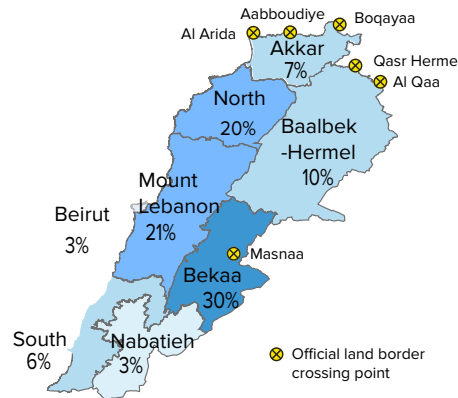 Aabboudiye
Boqayaa
Al Arida
Akkar
7%
Qasr Herme
Al Qaa
North
20%
Baalbek
-Hermel
10%
Mount
Lebanon
21%
Beirut
3%
Masnaa
Bekaa
30%
South
6%
Nabatieh
3%
Official land border
crossing point